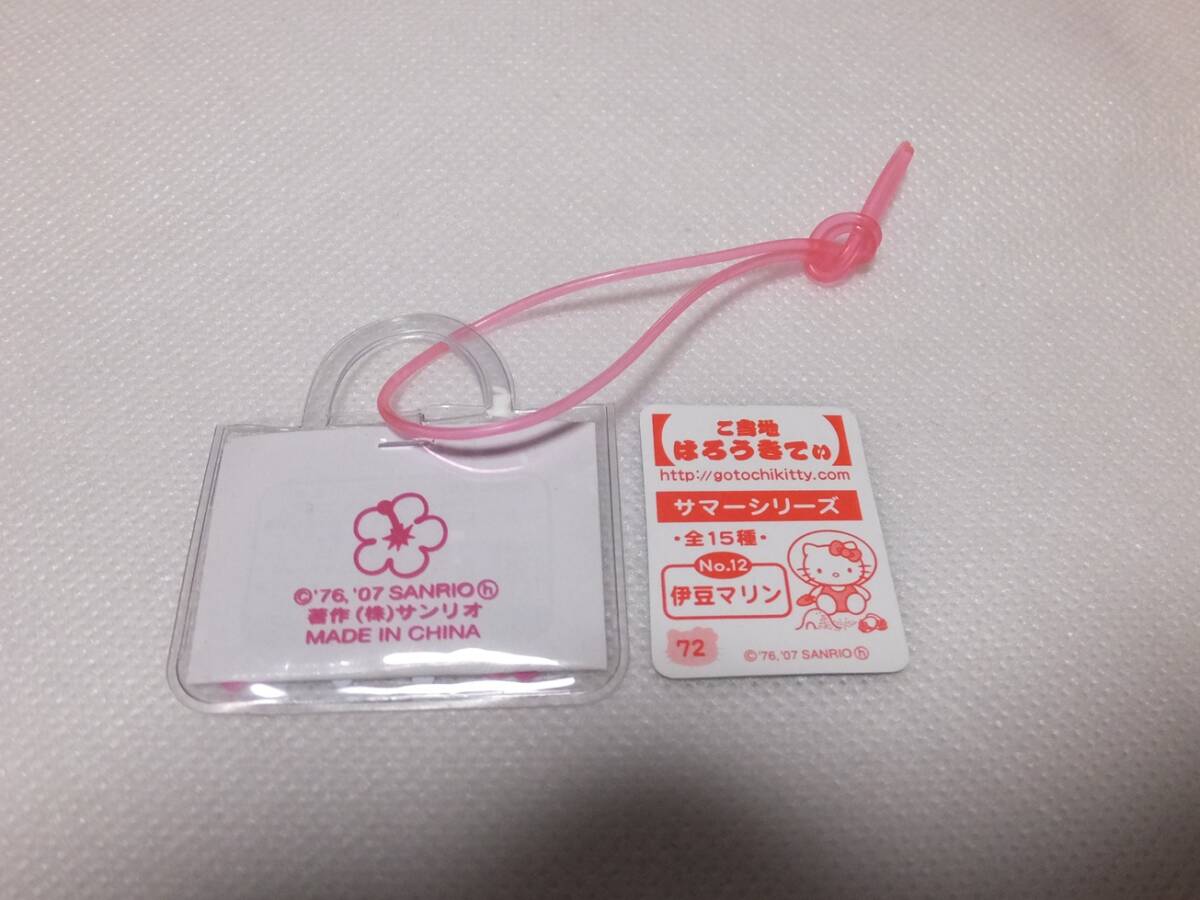 ©'76,'07 SANRIO ⓗ
著作(株)サンリオ
MADE IN CHINA
【ご当地
はろうきてぃ】
http://gotochikitty.com
サマーシリーズ
・全15種・
No.12
伊豆マリン
72
©'76,'07 SANRIO ⓗ